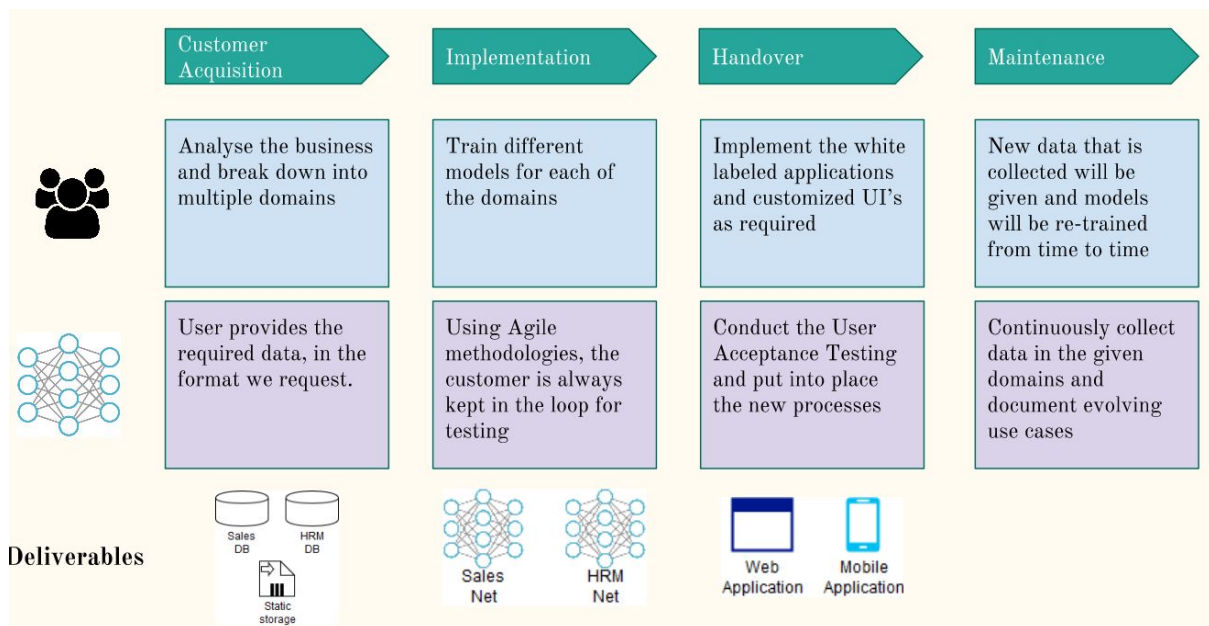 Customer
Acquisition
Implementation
Handover
Maintenance
Analyse the business
and break down into
multiple domains
Train different
models for each of
the domains
Implement the white
labeled applications
and customized UI's
as required
New data that is
collected will be
given and models
will be re-trained
from time to time
User provides the
required data, in the
format we request.
Using Agile
methodologies, the
customer is always
kept in the loop for
testing
Conduct the User
Acceptance Testing
and put into place
the new processes
Continuously collect
data in the given
domains and
document evolving
use cases
Deliverables
Sales
DB
HRM
DB
Static
storage
Sales
Net
HRM
Net
Web
Application
Mobile
Application